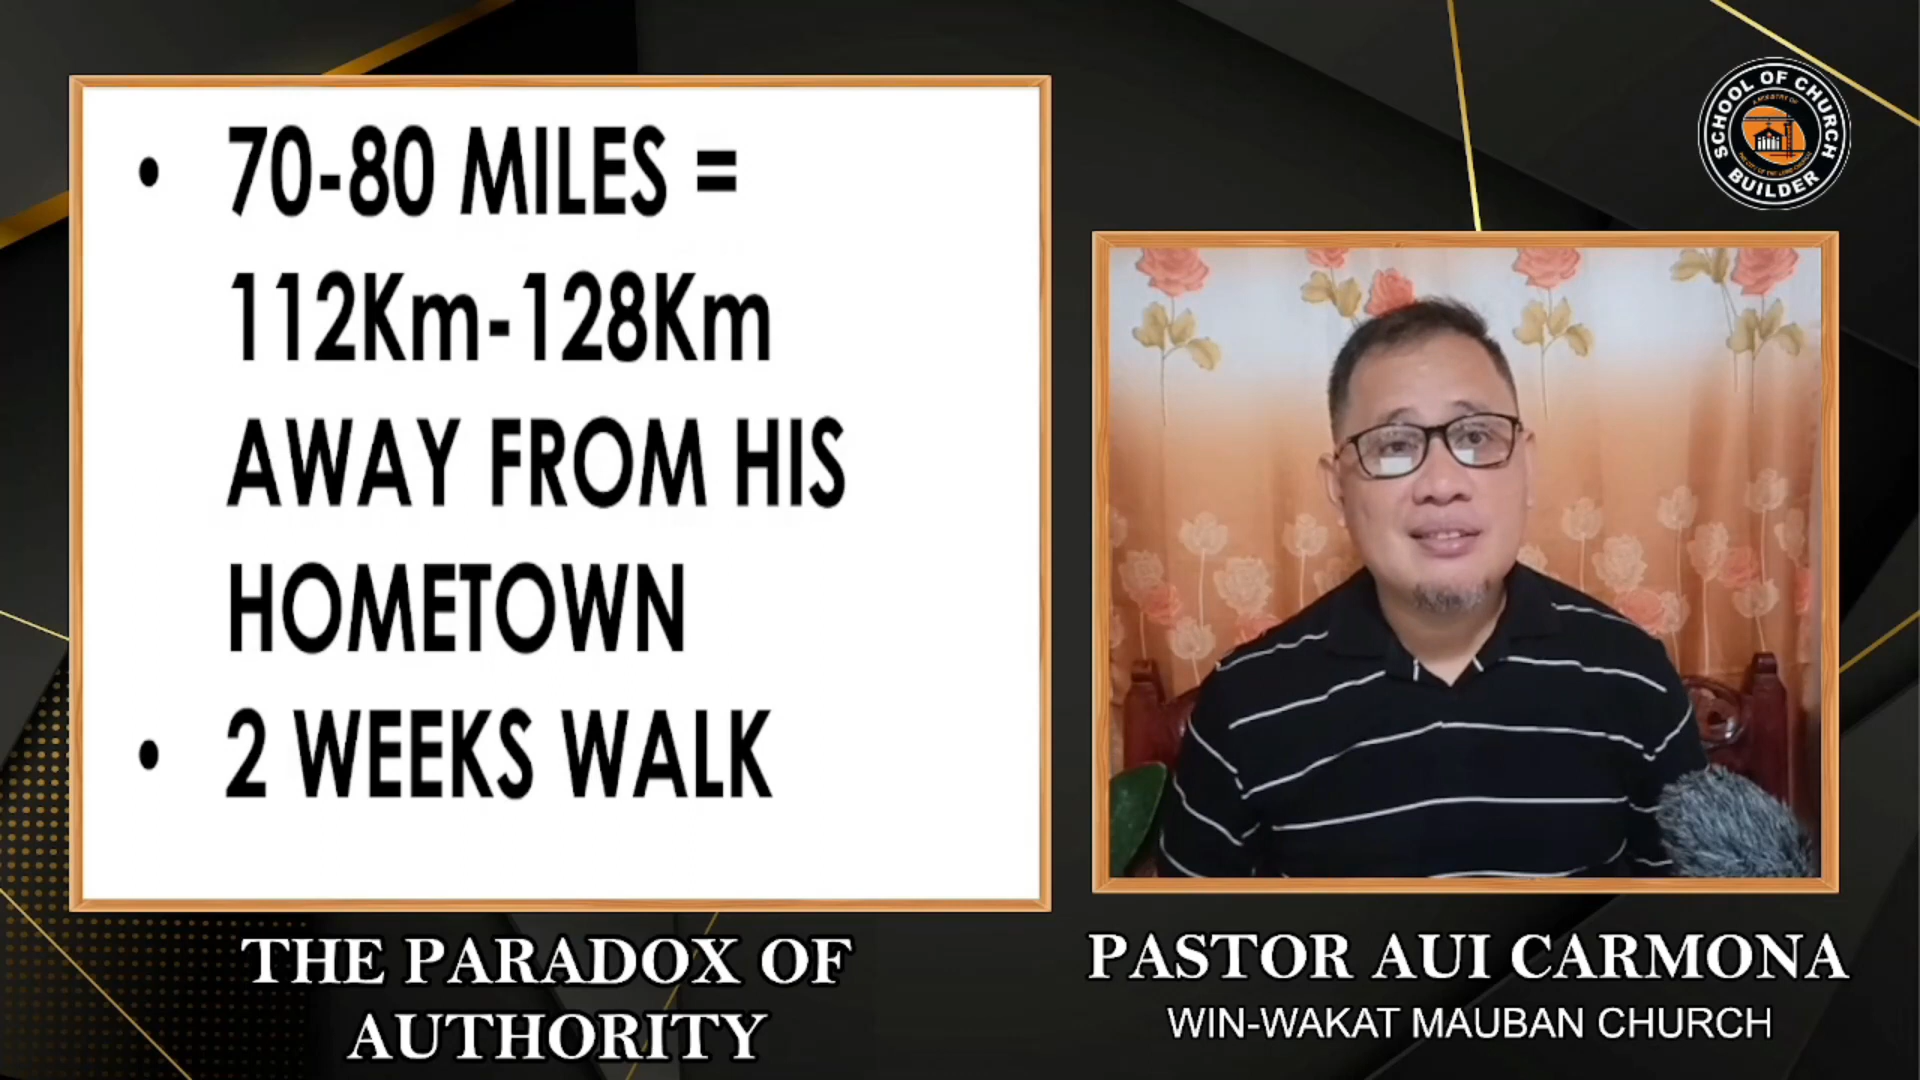 • 70-80 MILES =
112Km-128Km
AWAY FROM HIS
HOMETOWN
• 2 WEEKS WALK
SCHOOL OF CHURCH
BUILDER
THE PARADOX OF
AUTHORITY
PASTOR AUI CARMONA
WIN-WAKAT MAUBAN CHURCH